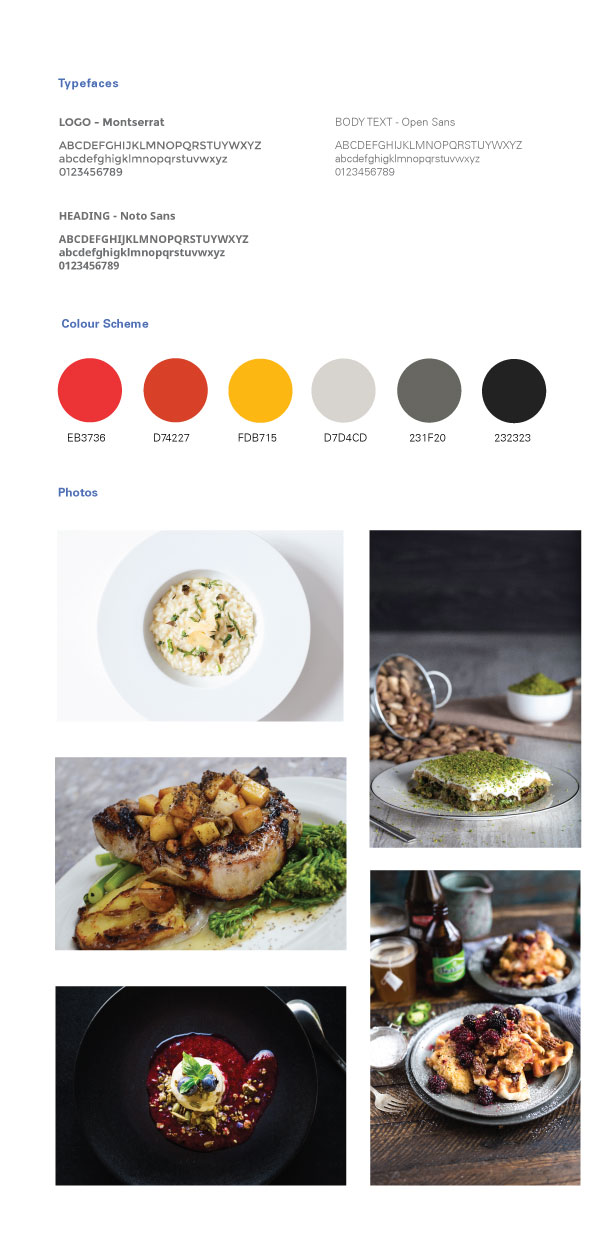 Typefaces
LOGO – Montserrat
ABCDEFGHIJKLMNOPQRSTUYWXYZ
abcdefghigklmnopqrstuvwxyz
0123456789
BODY TEXT - Open Sans
ABCDEFGHIJKLMNOPQRSTUYWXYZ
abcdefghigklmnopqrstuvwxyz
0123456789
HEADING - Noto Sans
ABCDEFGHIJKLMNOPQRSTUYWXYZ
abcdefghigklmnopqrstuvwxyz
0123456789
Colour Scheme
EB3736
D74227
FDB715
D7D4CD
231F20
232323
Photos